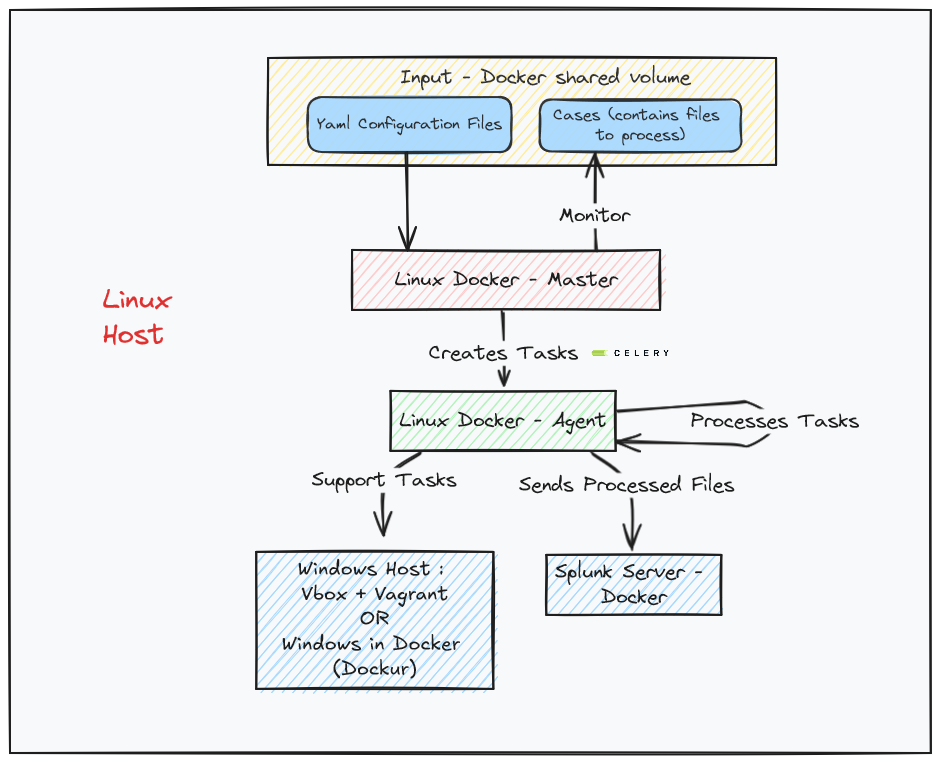 Input - Docker shared volume
Yaml Configuration Files
Cases (contains files
to process)
Monitor
Linux Docker - Master
Linux
Host
Creates Tasks
CELERY
Linux Docker - Agent
Processes Tasks
Support Tasks
Sends Processed Files
Windows Host :
Vbox + Vagrant
OR
Windows in Docker
(Dockur)
Splunk Server -
Docker